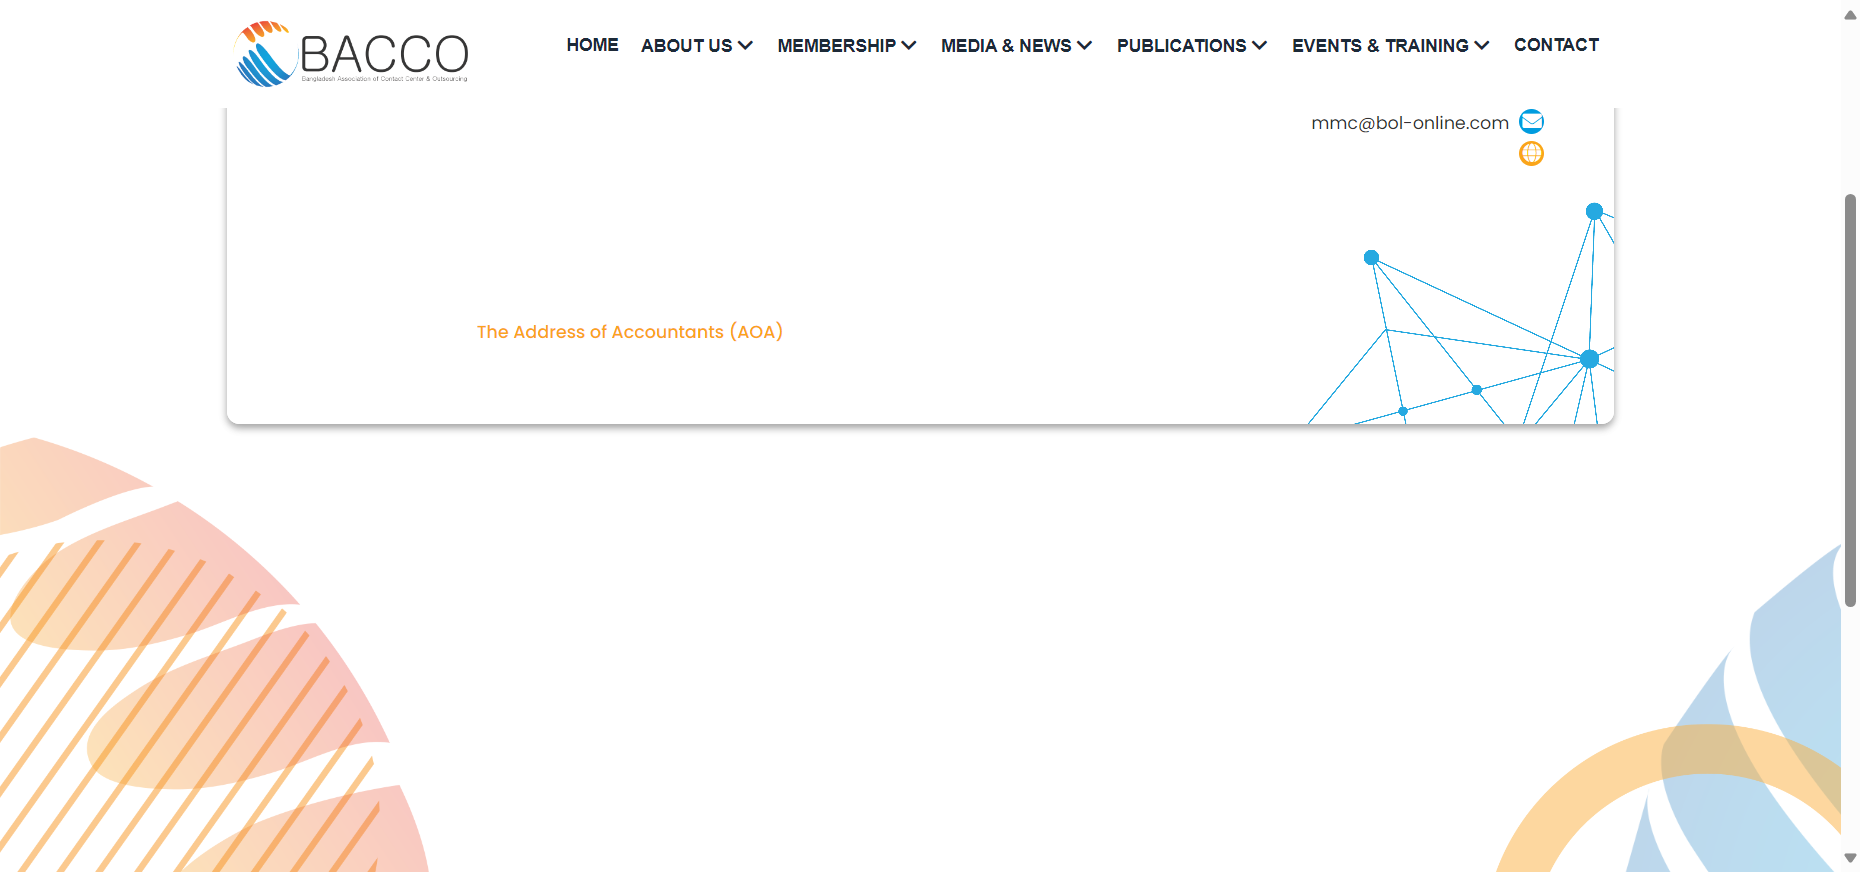 BACCO
Bangladesh Association of Contact Center & Outsourcing
HOME
ABOUT US
MEMBERSHIP
MEDIA & NEWS
PUBLICATIONS
EVENTS & TRAINING
CONTACT
mmc@bol-online.com
The Address of Accountants (AOA)